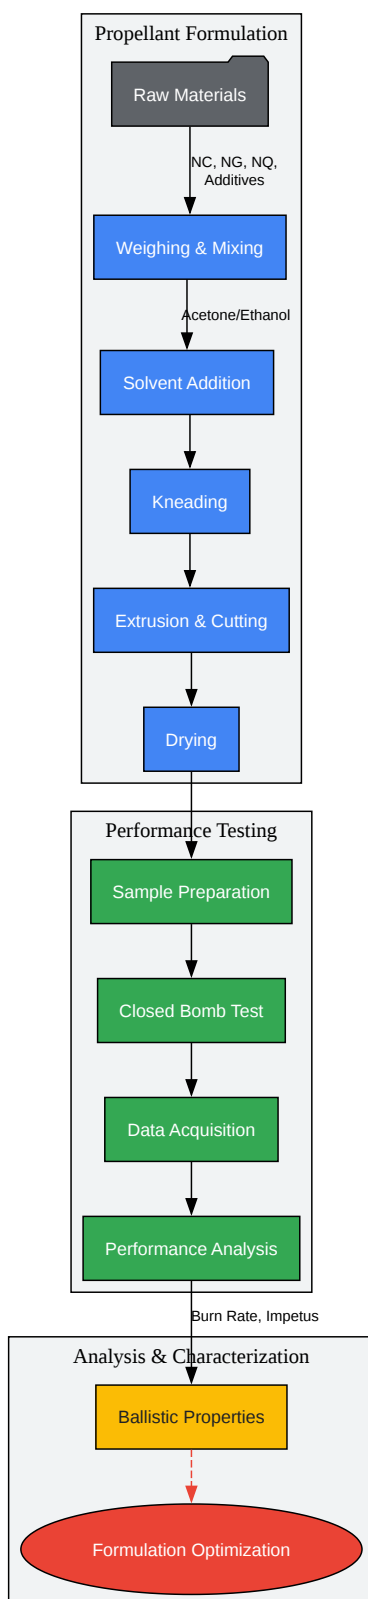 Propellant Formulation
Raw Materials
NC, NG, NQ,
Additives
Weighing & Mixing
Acetone/Ethanol
Solvent Addition
Kneading
Extrusion & Cutting
Drying
Performance Testing
Sample Preparation
Closed Bomb Test
Data Acquisition
Performance Analysis
Burn Rate, Impetus
Analysis & Characterization
Ballistic Properties
Formulation Optimization